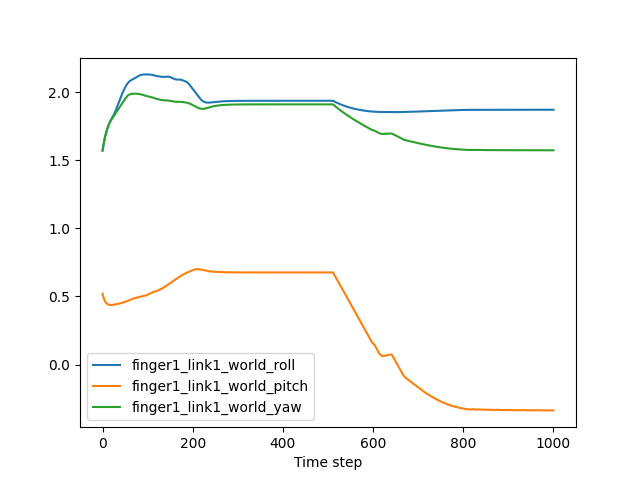 2.0
1.5
1.0
0.5
0.0
finger1_link1_world_roll
finger1_link1_world_pitch
finger1_link1_world_yaw
0 200 400 600 800 1000
Time step